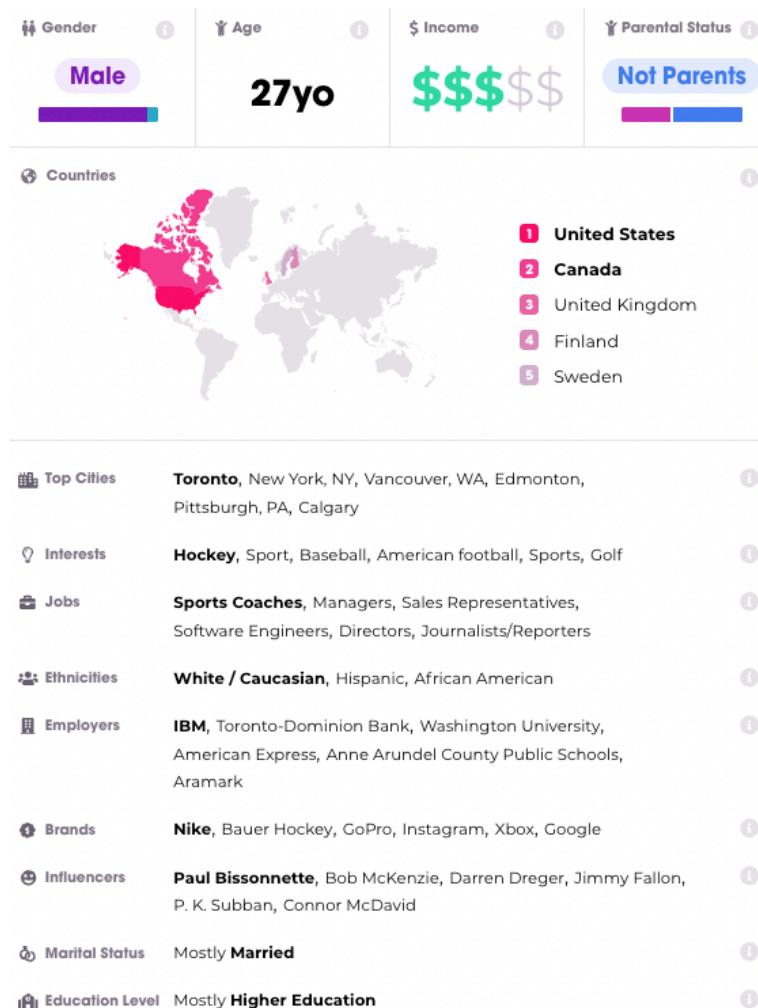 Gender
Age
$ Income
Parental Status
Male
27yo
$$$$$
Not Parents
Countries
1 United States
2 Canada
3 United Kingdom
4 Finland
5 Sweden
Top Cities
Toronto, New York, NY, Vancouver, WA, Edmonton,
Pittsburgh, PA, Calgary
Interests
Hockey, Sport, Baseball, American football, Sports, Golf
Jobs
Sports Coaches, Managers, Sales Representatives,
Software Engineers, Directors, Journalists/Reporters
Ethnicities
White / Caucasian, Hispanic, African American
Employers
IBM, Toronto-Dominion Bank, Washington University,
American Express, Anne Arundel County Public Schools,
Aramark
Brands
Nike, Bauer Hockey, GoPro, Instagram, Xbox, Google
Influencers
Paul Bissonnette, Bob McKenzie, Darren Dreger, Jimmy Fallon,
P. K. Subban, Connor McDavid
Marital Status
Mostly Married
Education Level
Mostly Higher Education